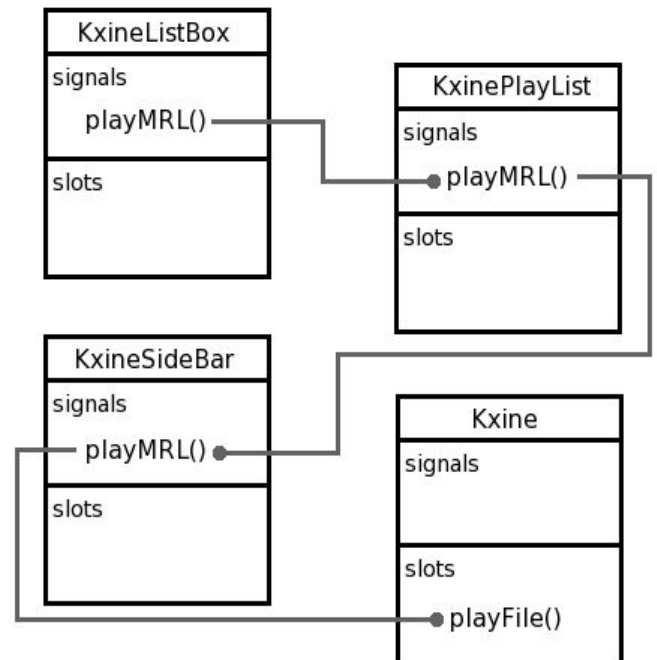 KxineListBox
signals
playMRL()
slots
KxinePlayList
signals
playMRL()
slots
KxineSideBar
signals
playMRL()
slots
Kxine
signals
slots
playFile()